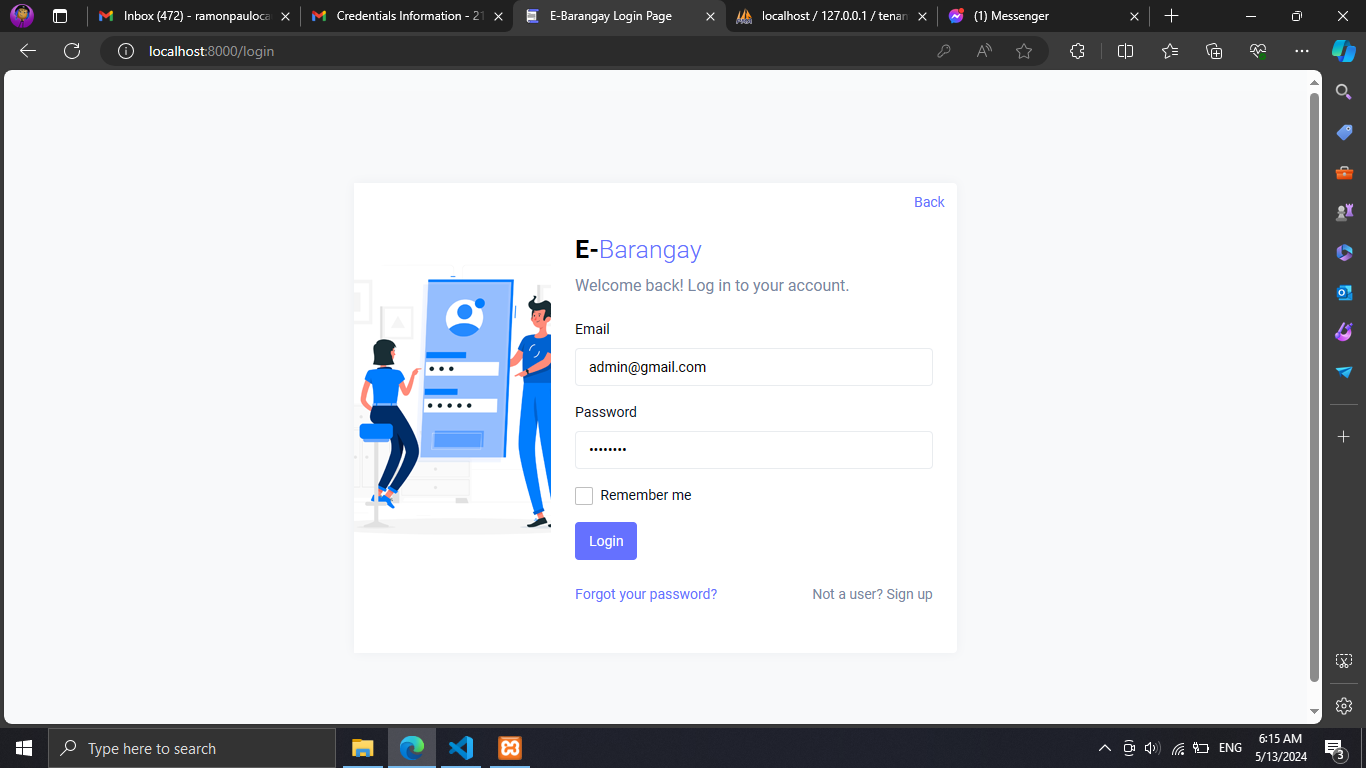 Inbox (472) - ramonpauloca
Credentials Information - 21
E-Barangay Login Page
localhost / 127.0.0.1 / tenan
(1) Messenger
localhost:8000/login
Back
E-Barangay
Welcome back! Log in to your account.
Email
admin@gmail.com
Password
••••••••
Remember me
Login
Forgot your password?
Not a user? Sign up
Type here to search
ENG
6:15 AM
5/13/2024
3